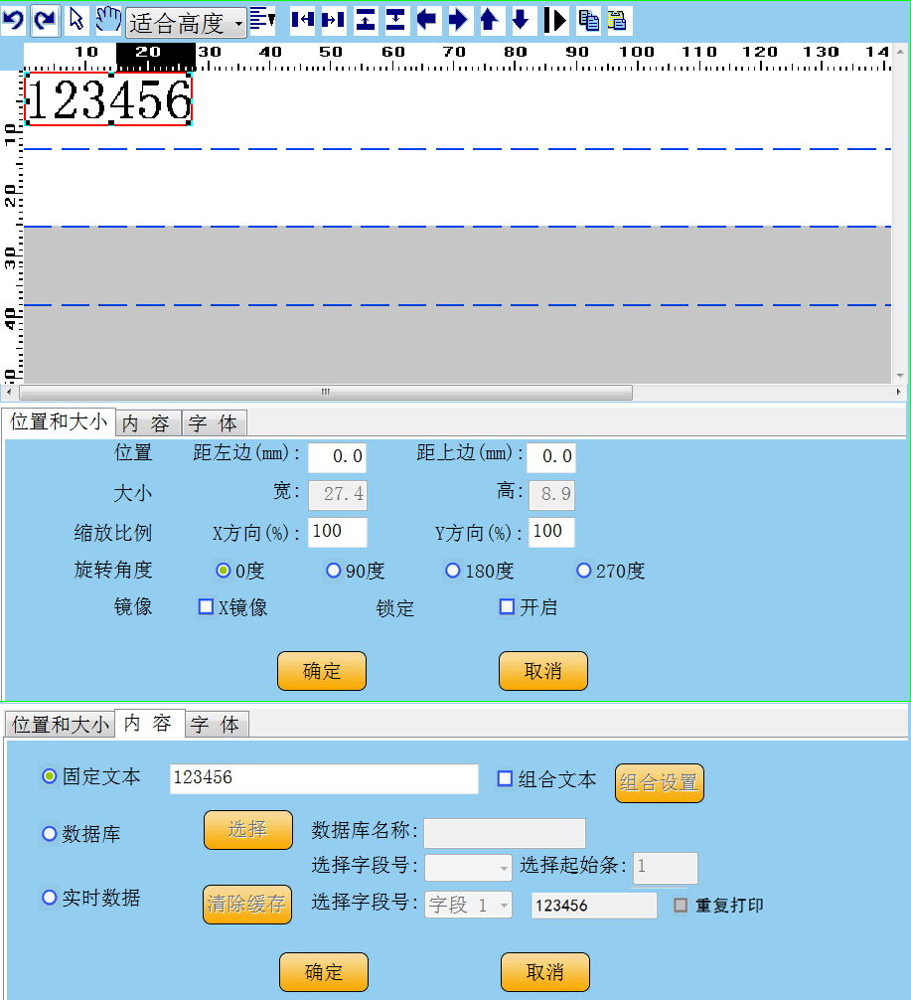 适合高度
10 20 30 40 50 60 70 80 90 100 110 120 130 14
123456
10
20
30
40
位置和大小 内 容 字 体
位置 距左边(mm): 0.0 距上边(mm): 0.0
大小 宽: 27.4 高: 8.9
缩放比例 X方向(%): 100 Y方向(%): 100
旋转角度 0度 90度 180度 270度
镜像 X镜像 锁定 开启
确定 取消
位置和大小 内 容 字 体
固定文本 123456 组合文本 组合设置
数据库 选择 数据库名称:
选择字段号: 选择起始条: 1
实时数据 清除缓存 选择字段号: 字段 1 123456 重复打印
确定 取消